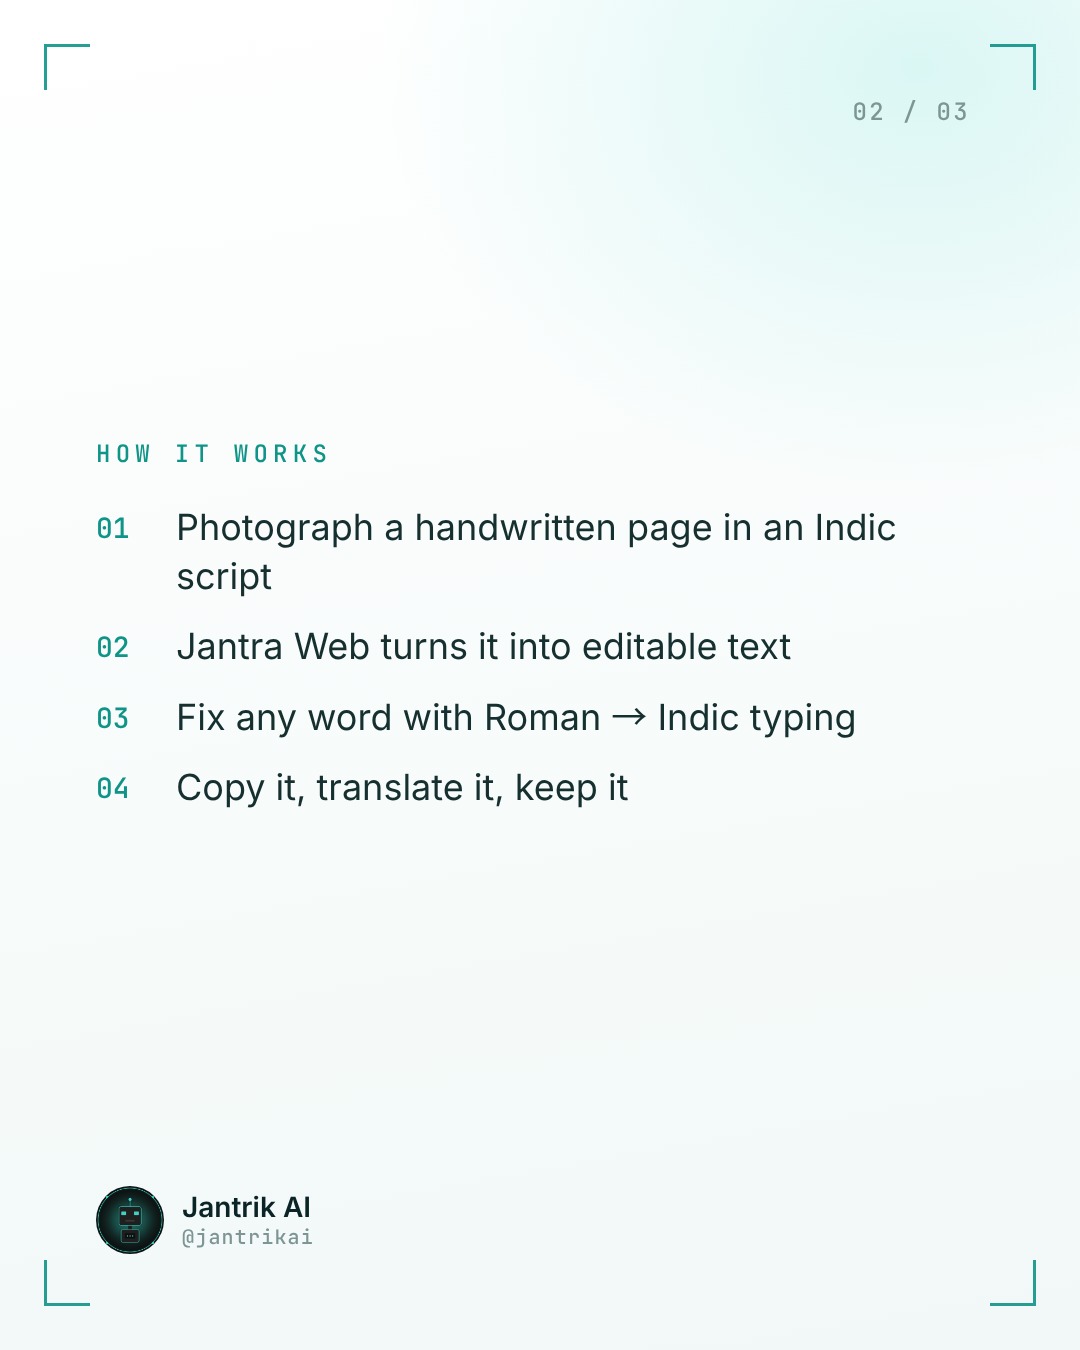 02 / 03
HOW IT WORKS
01 Photograph a handwritten page in an Indic
script
02 Jantra Web turns it into editable text
03 Fix any word with Roman → Indic typing
04 Copy it, translate it, keep it
Jantrik AI
@jantrikai